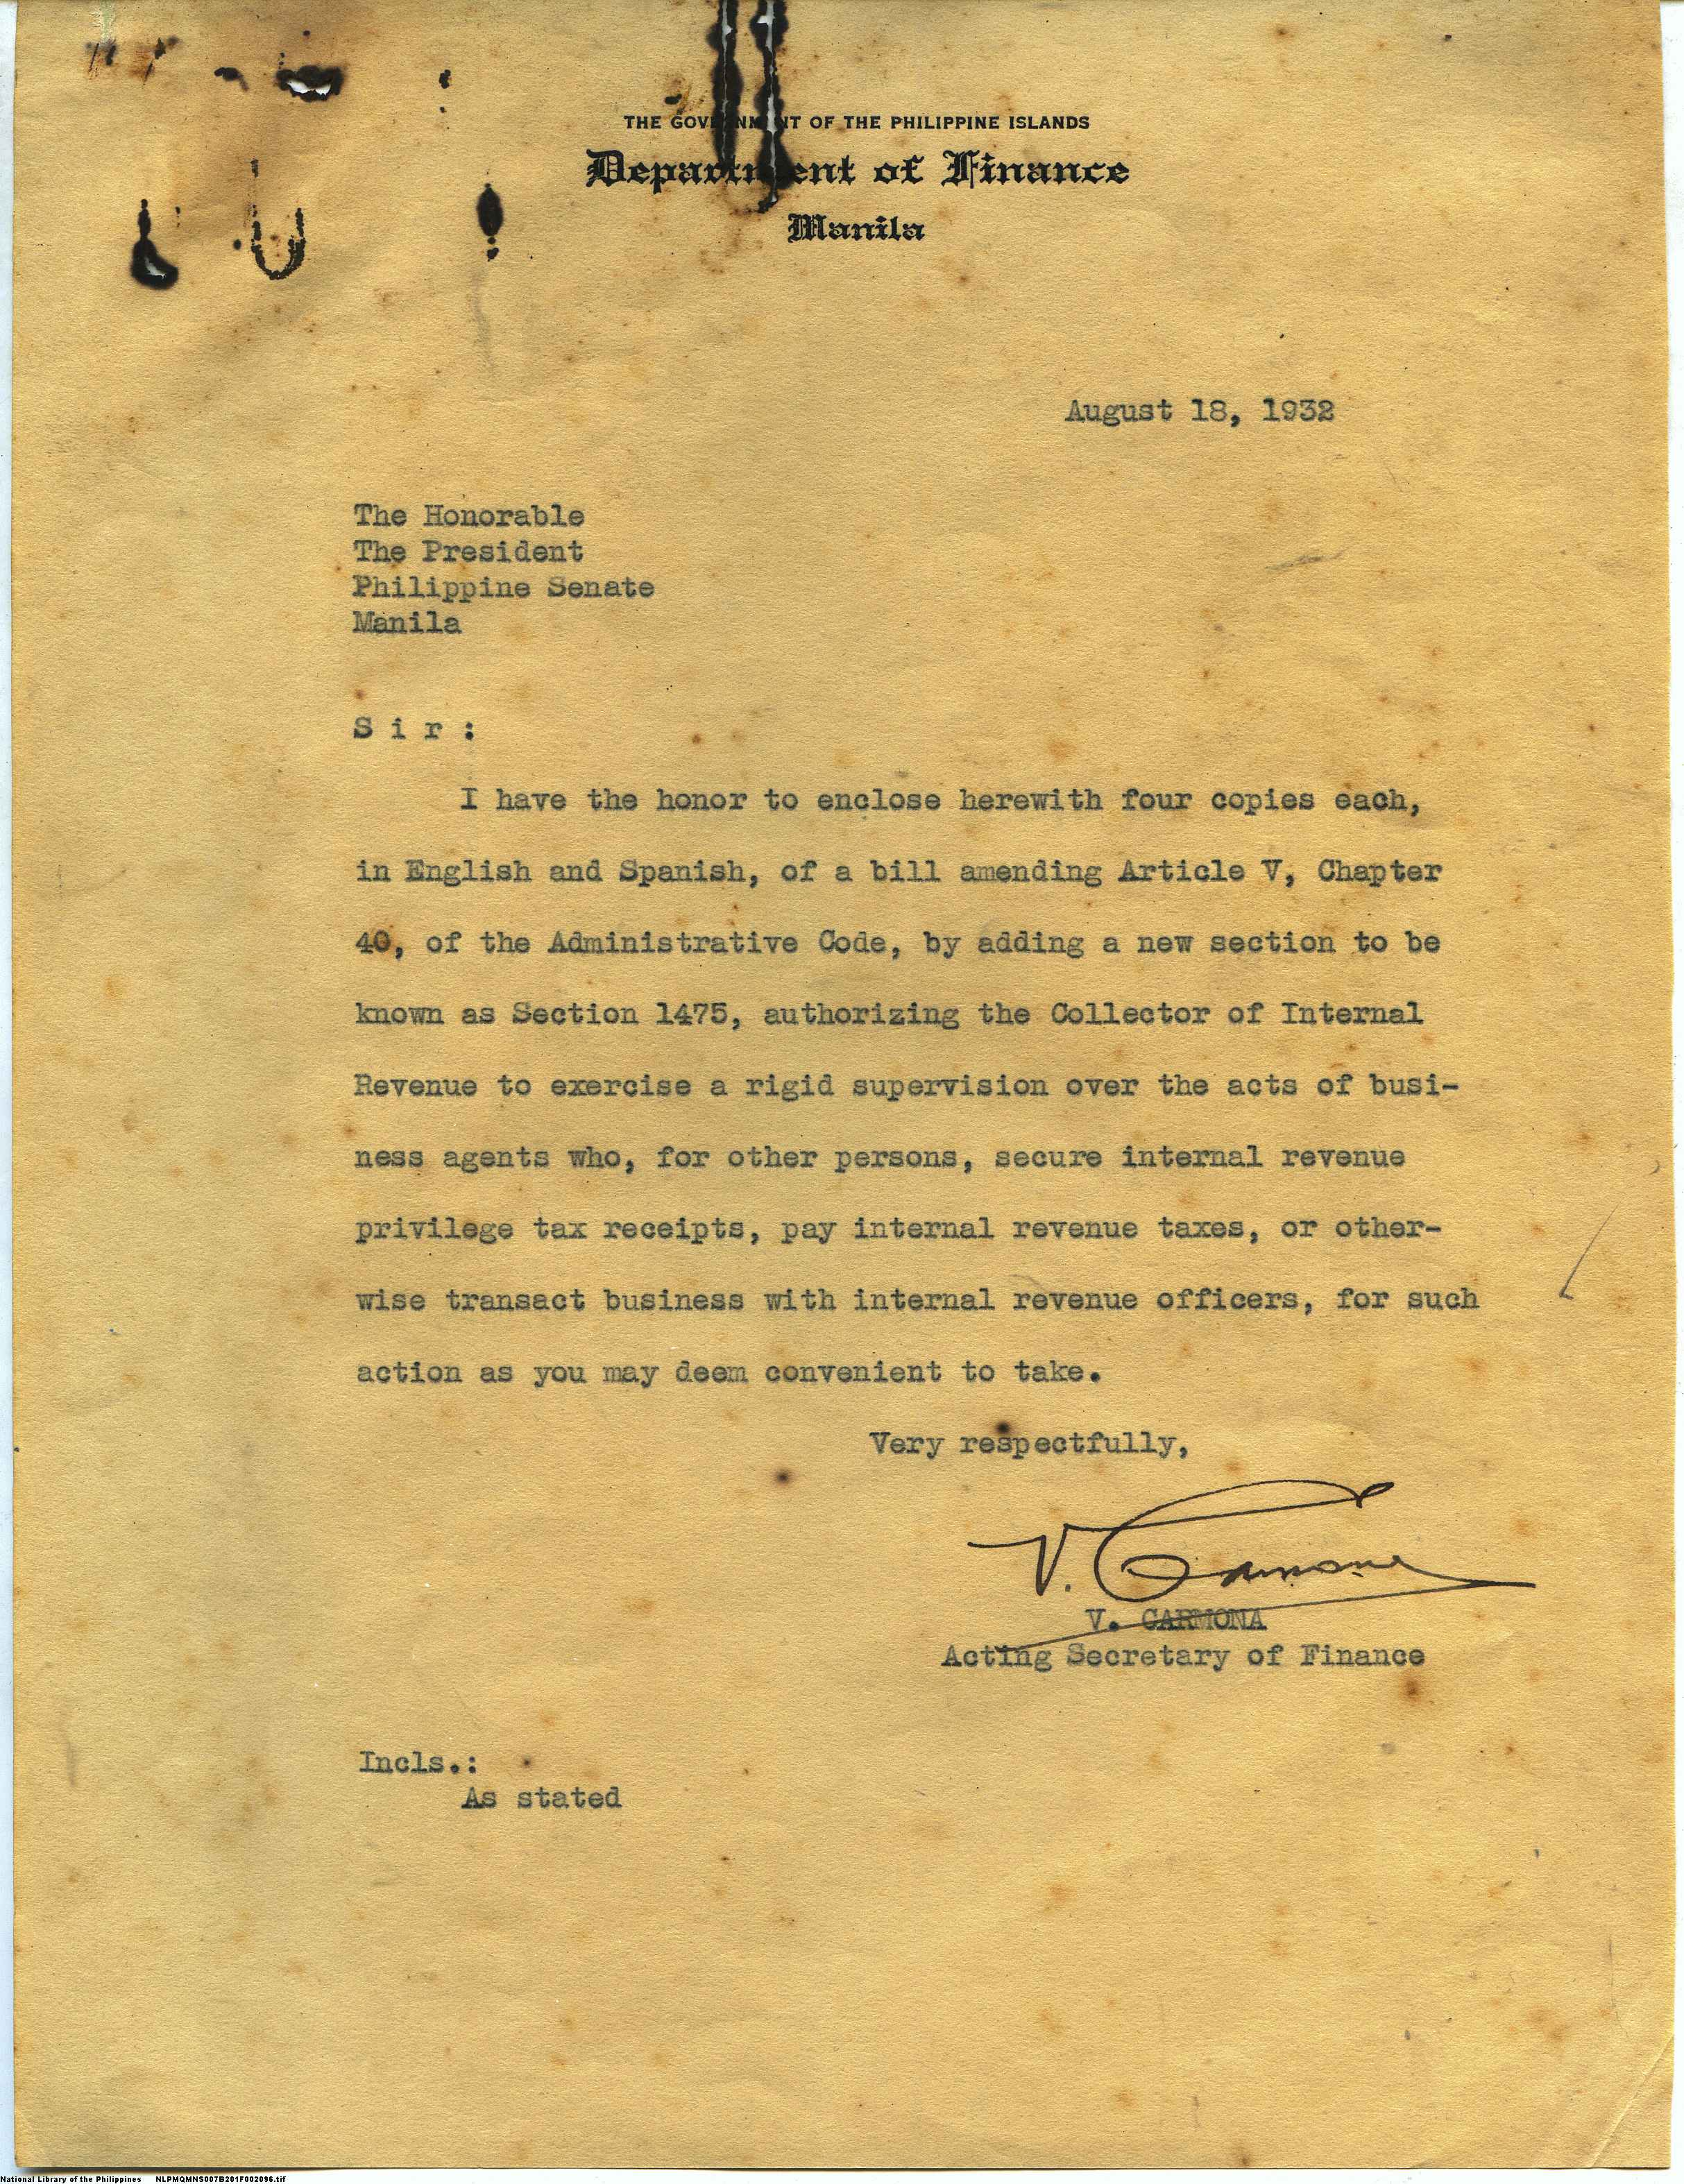 THE GOVERNMENT OF THE PHILIPPINE ISLANDS
Department of Finance
Manila
August 18, 1932
The Honorable
The President
Philippine Senate
Manila
S i r :
I have the honor to enclose herewith four copies each,
in English and Spanish, of a bill amending Article V, Chapter
40, of the Administrative Code, by adding a new section to be
known as Section 1475, authorizing the Collector of Internal
Revenue to exercise a rigid supervision over the acts of busi-
ness agents who, for other persons, secure internal revenue
privilege tax receipts, pay internal revenue taxes, or other-
wise transact business with internal revenue officers, for such
action as you may deem convenient to take.
Very respectfully,
V. Carmona
V. CARMONA
Acting Secretary of Finance
Incls.:
As stated
National Library of the Philippines NLPMQMNS007B201F002096.tif